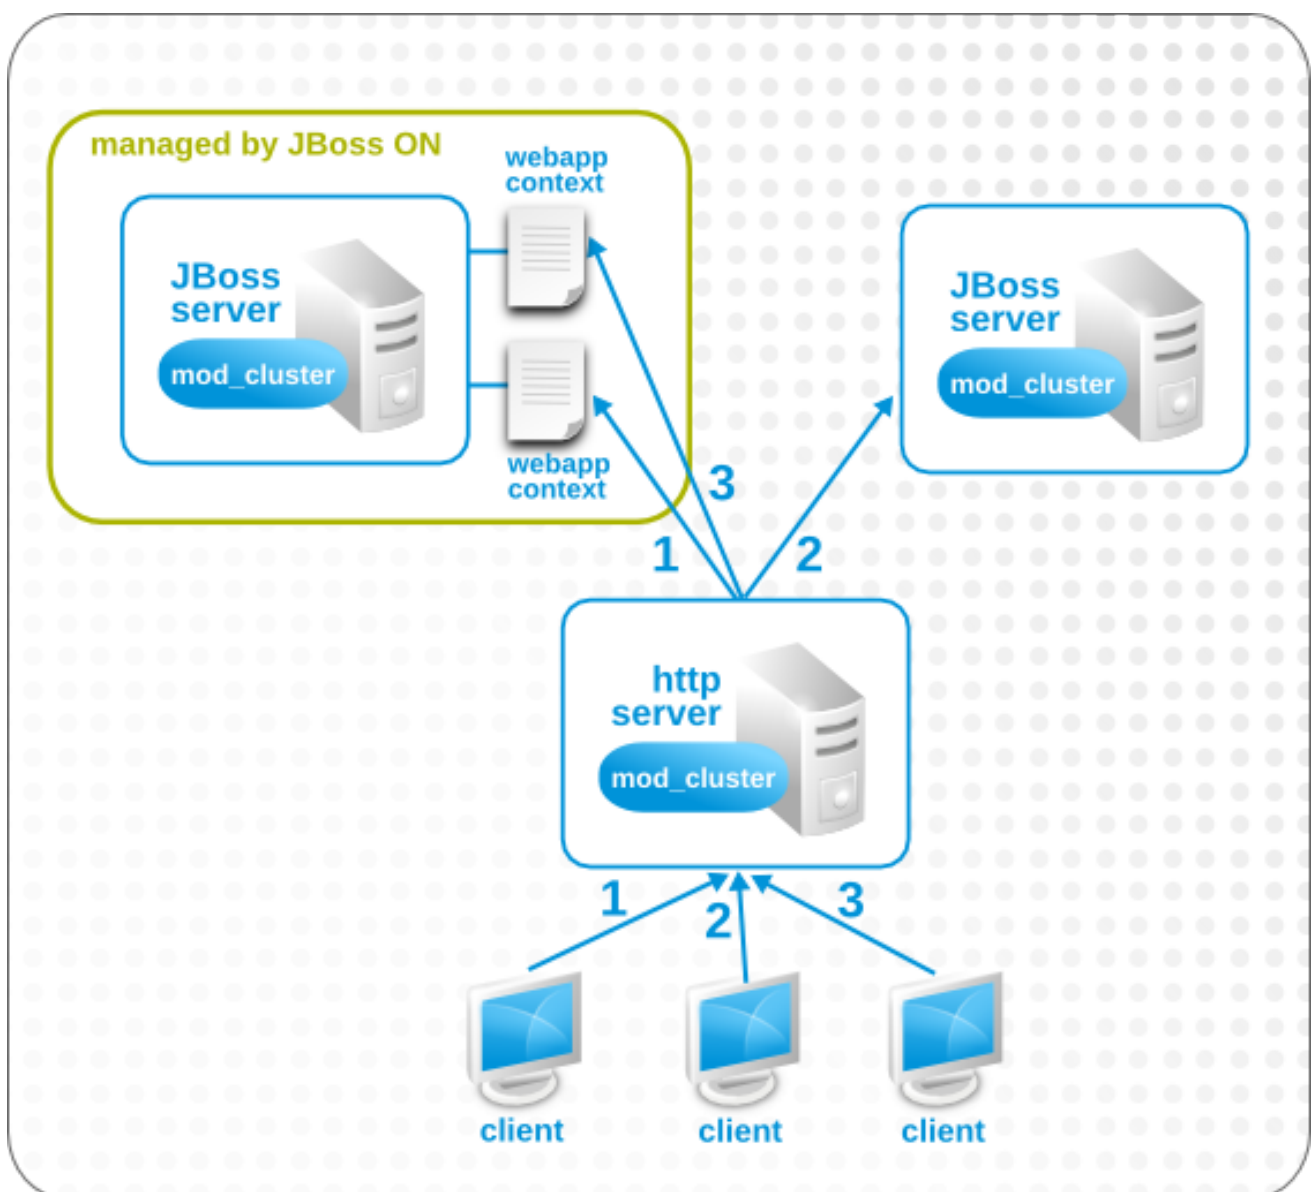 managed by JBoss ON
webapp
context
JBoss
server
mod_cluster
webapp
context
JBoss
server
mod_cluster
3
1
2
http
server
mod_cluster
1
2
3
client
client
client